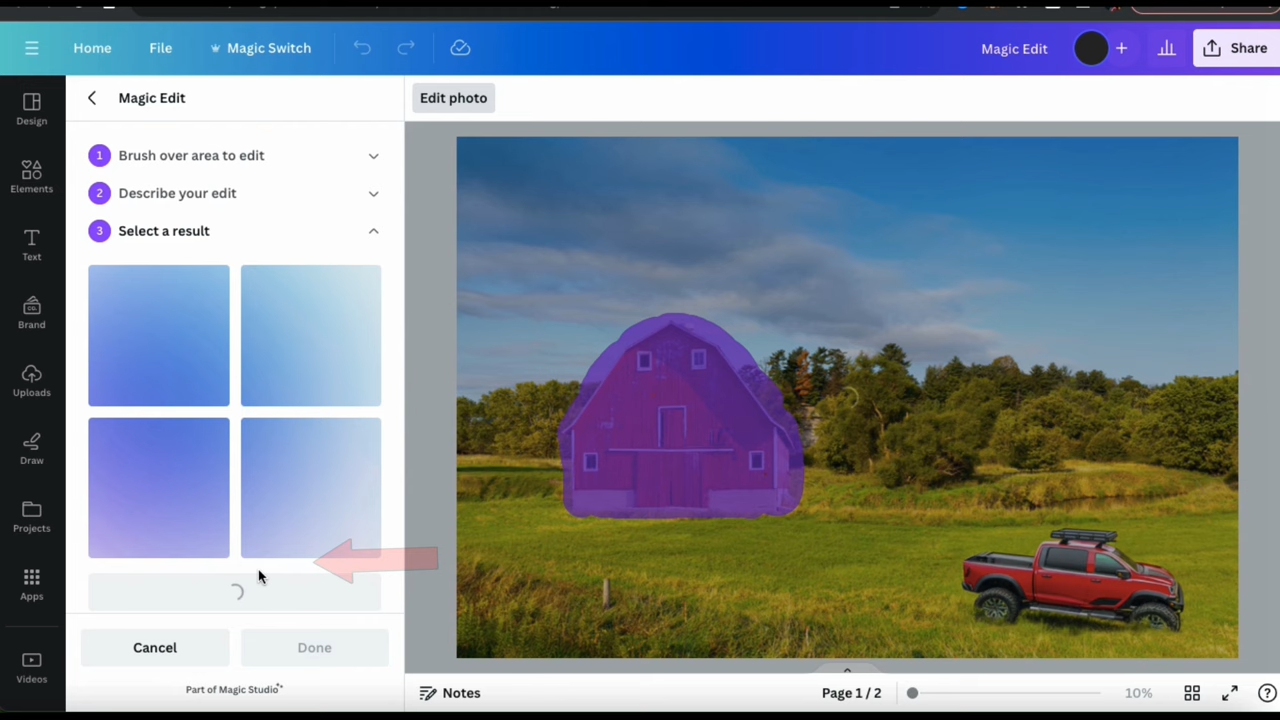 Home File Magic Switch Magic Edit Share
Magic Edit
Edit photo
1 Brush over area to edit
2 Describe your edit
3 Select a result
Design
Elements
Text
CO.
Brand
Uploads
Draw
Projects
Apps
Videos
Cancel Done
Part of Magic Studio
Notes Page 1 / 2 10%